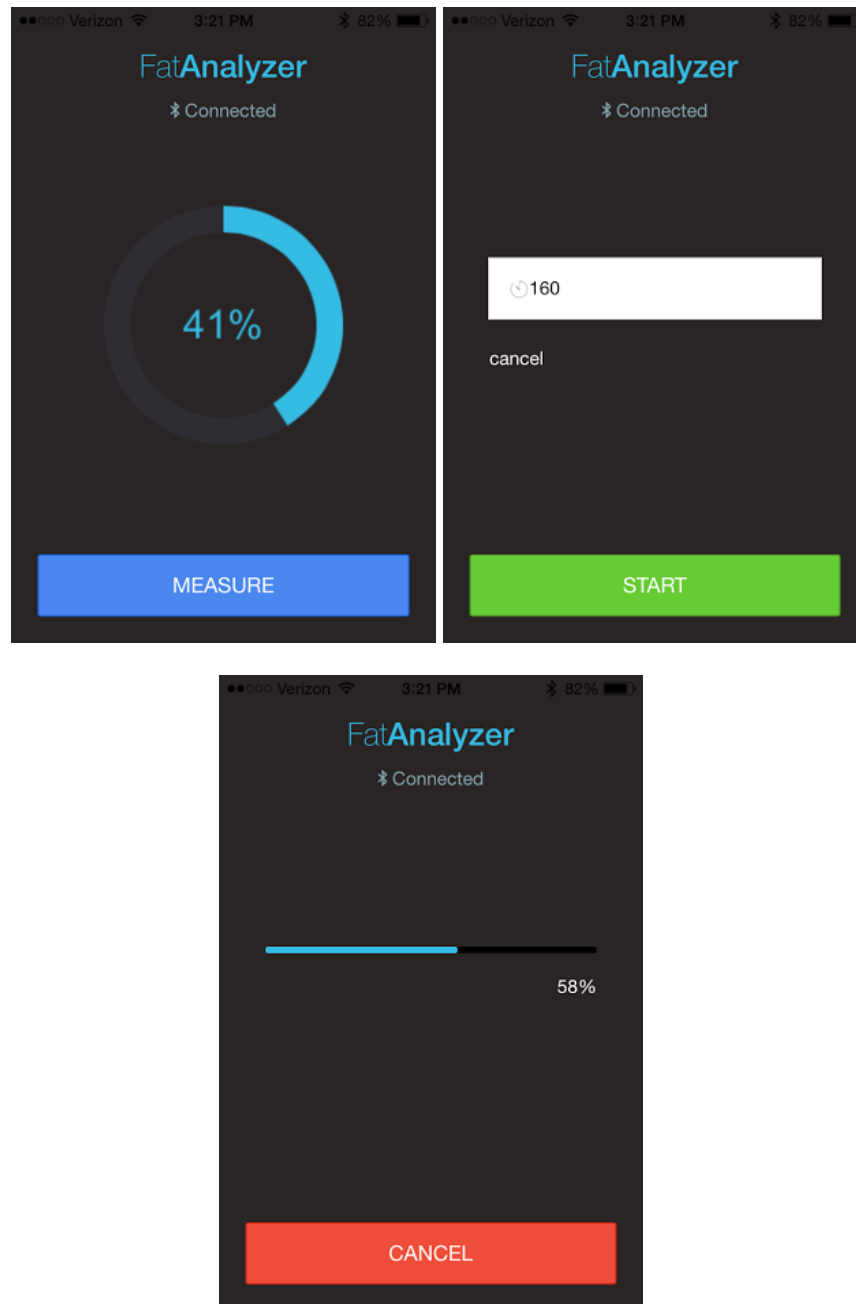 Verizon 3:21 PM 82%
FatAnalyzer
Connected
41%
MEASURE
Verizon 3:21 PM 82%
FatAnalyzer
Connected
160
cancel
START
Verizon 3:21 PM 82%
FatAnalyzer
Connected
58%
CANCEL